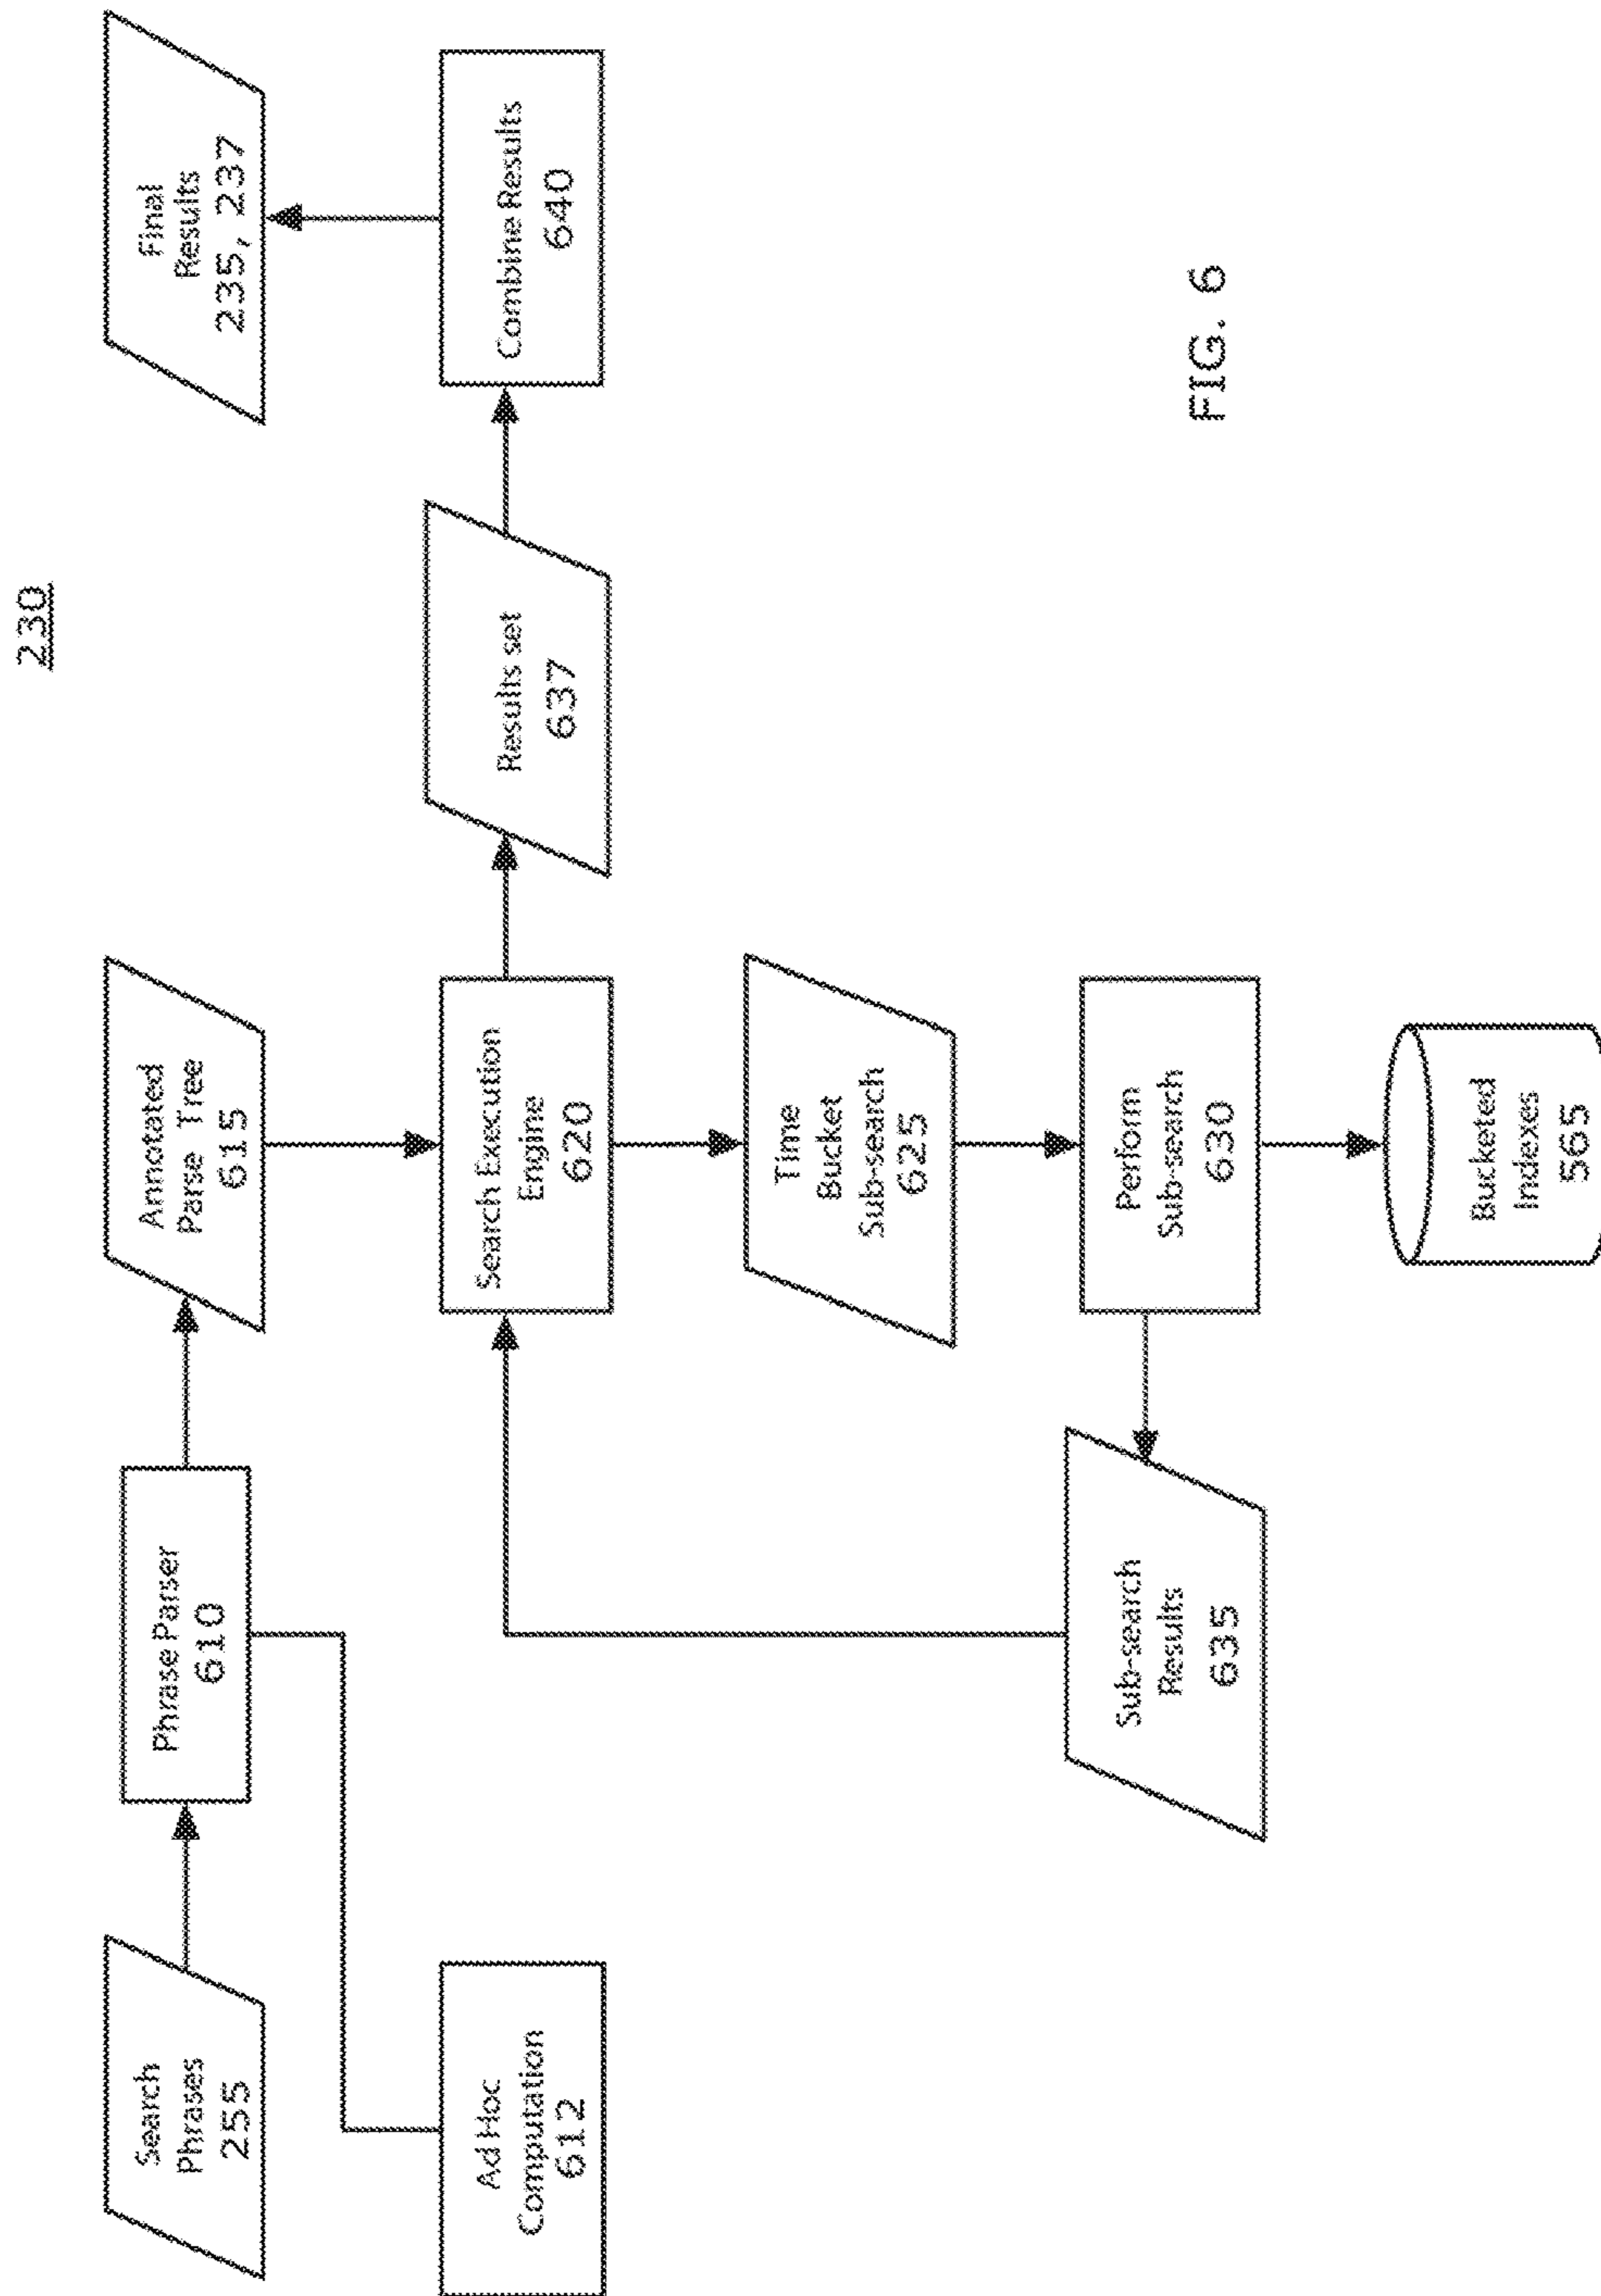 230
Search
Phrases
255
Phrase Parser
610
Annotated
Parse Tree
615
Final
Results
235, 237
Ad Hoc
Computation
612
Search Execution
Engine
620
Results set
637
Combine Results
640
Time
Bucket
Sub-search
625
Sub-search
Results
635
Perform
Sub-search
630
Bucketed
Indexes
565
FIG. 6